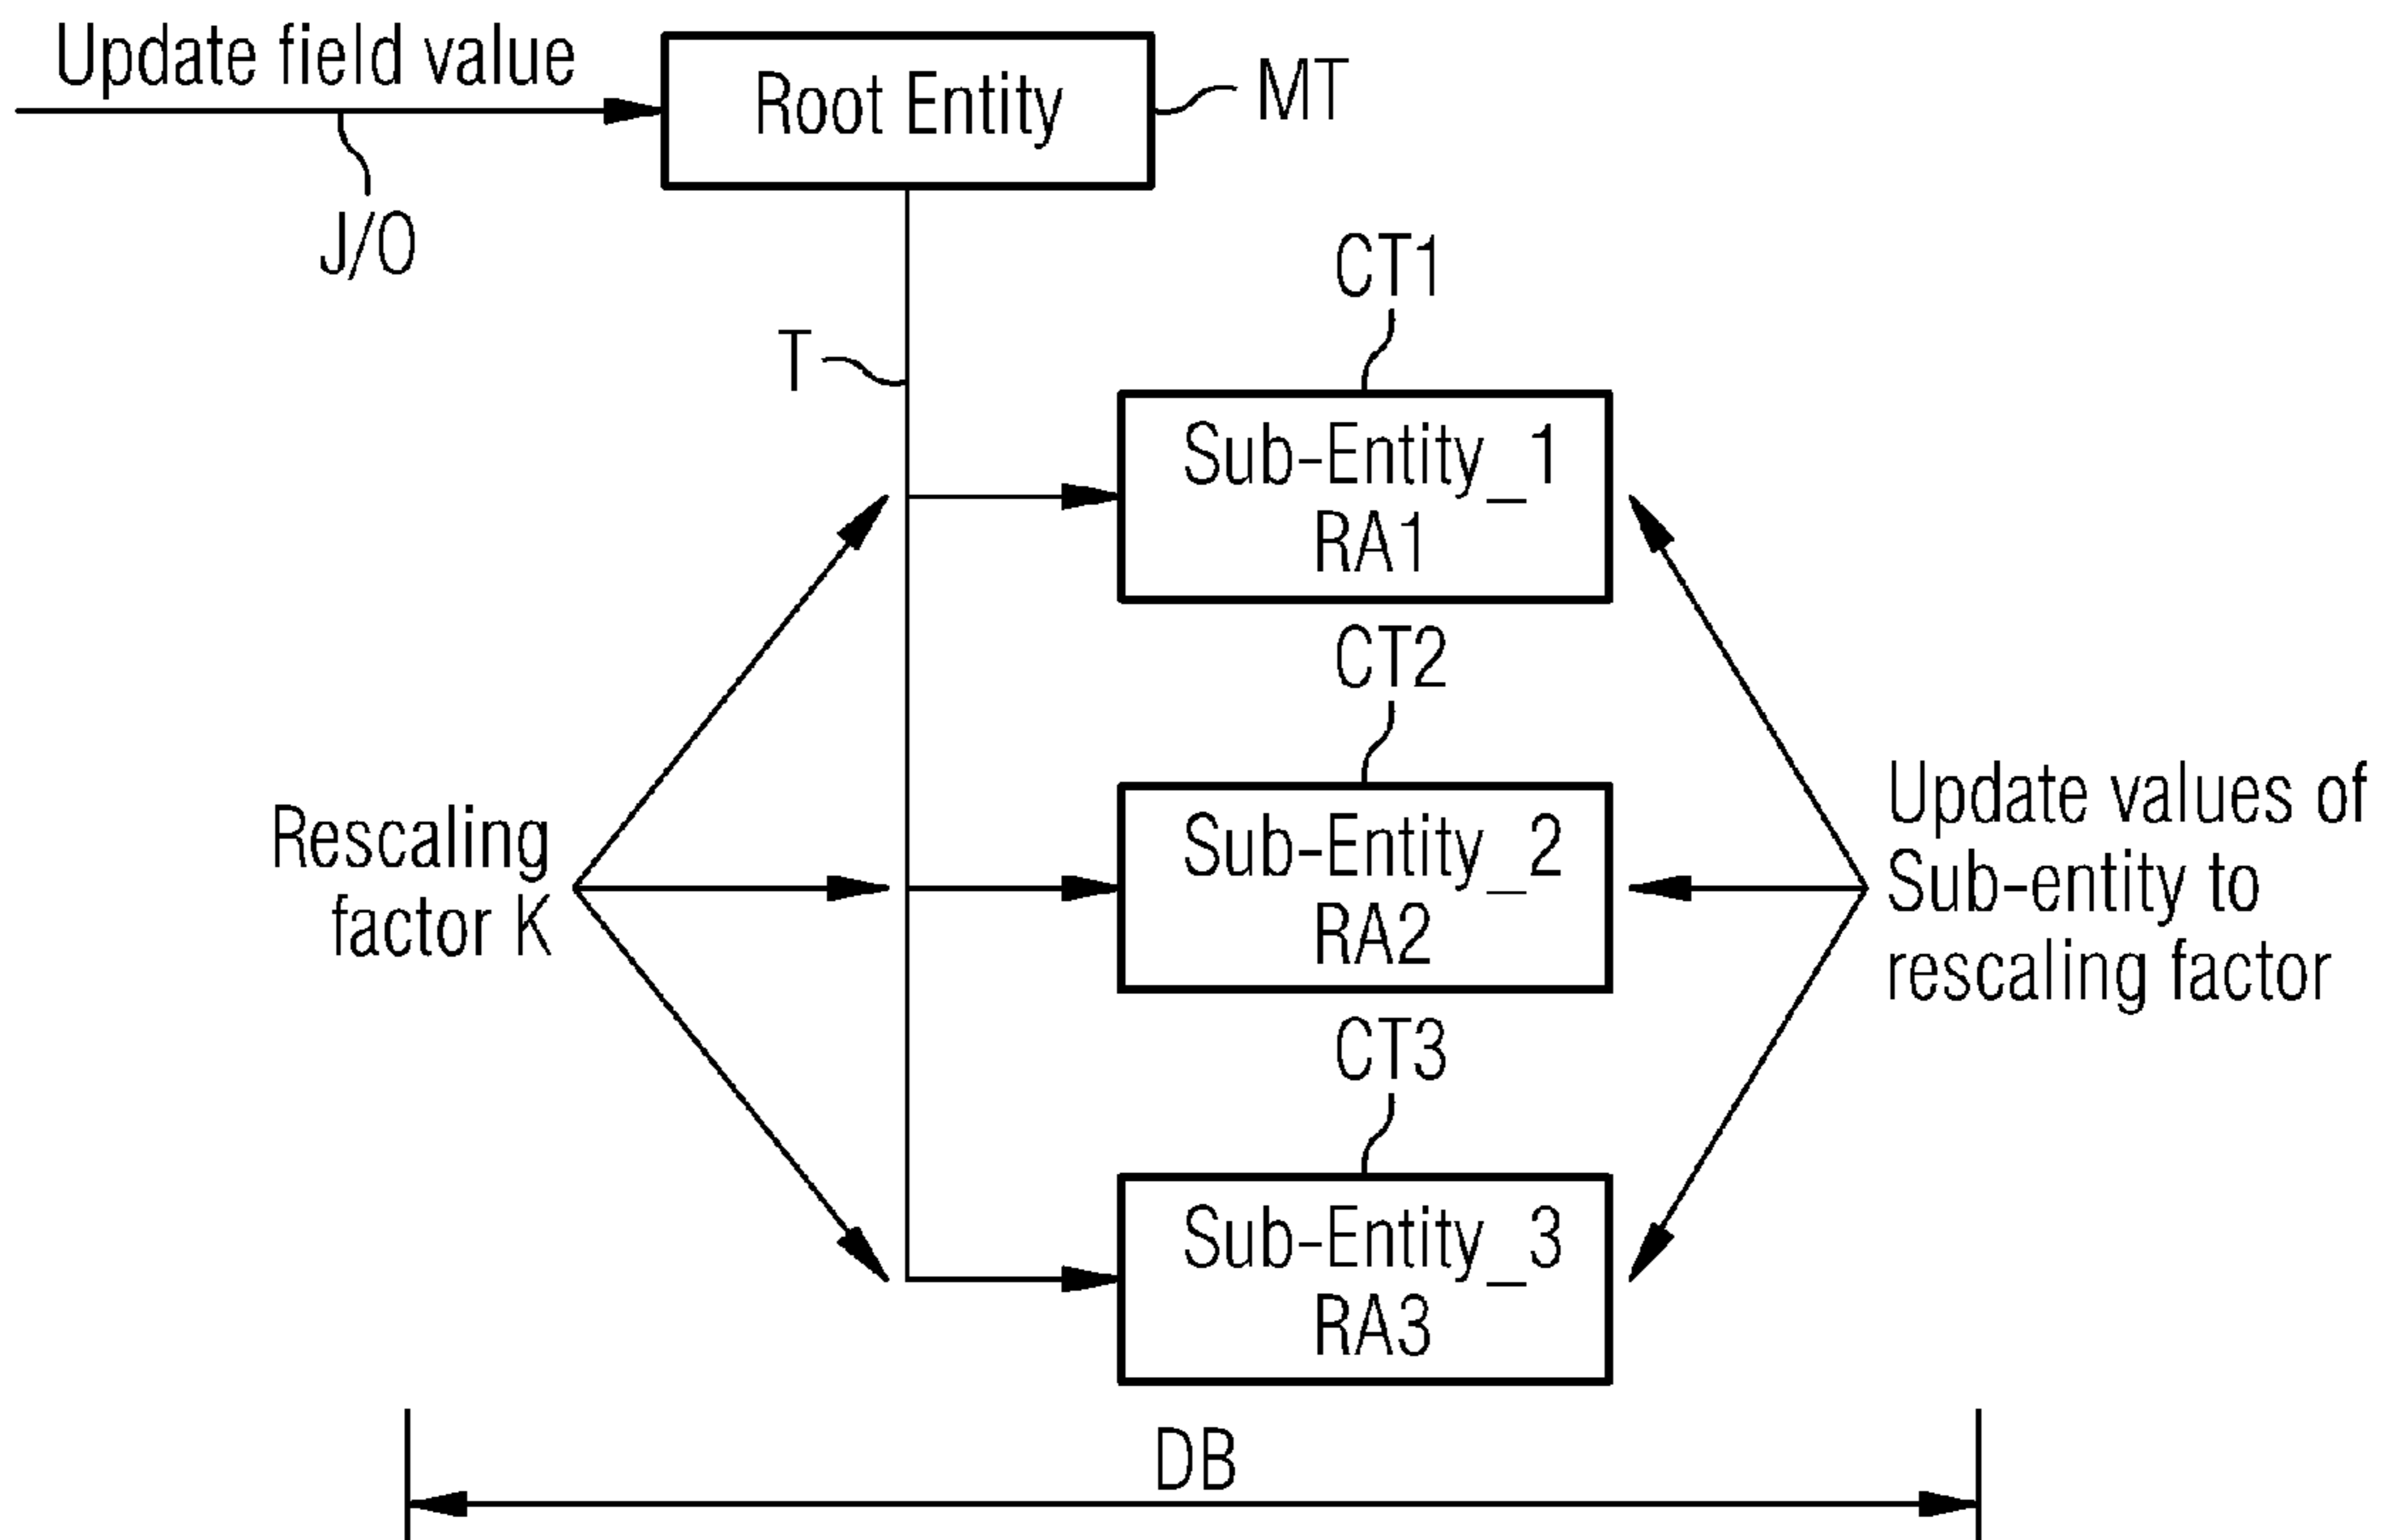 Update field value
Root Entity
MT
J/O
CT1
T
Sub-Entity_1
RA1
CT2
Rescaling
factor K
Sub-Entity_2
RA2
Update values of
Sub-entity to
rescaling factor
CT3
Sub-Entity_3
RA3
DB